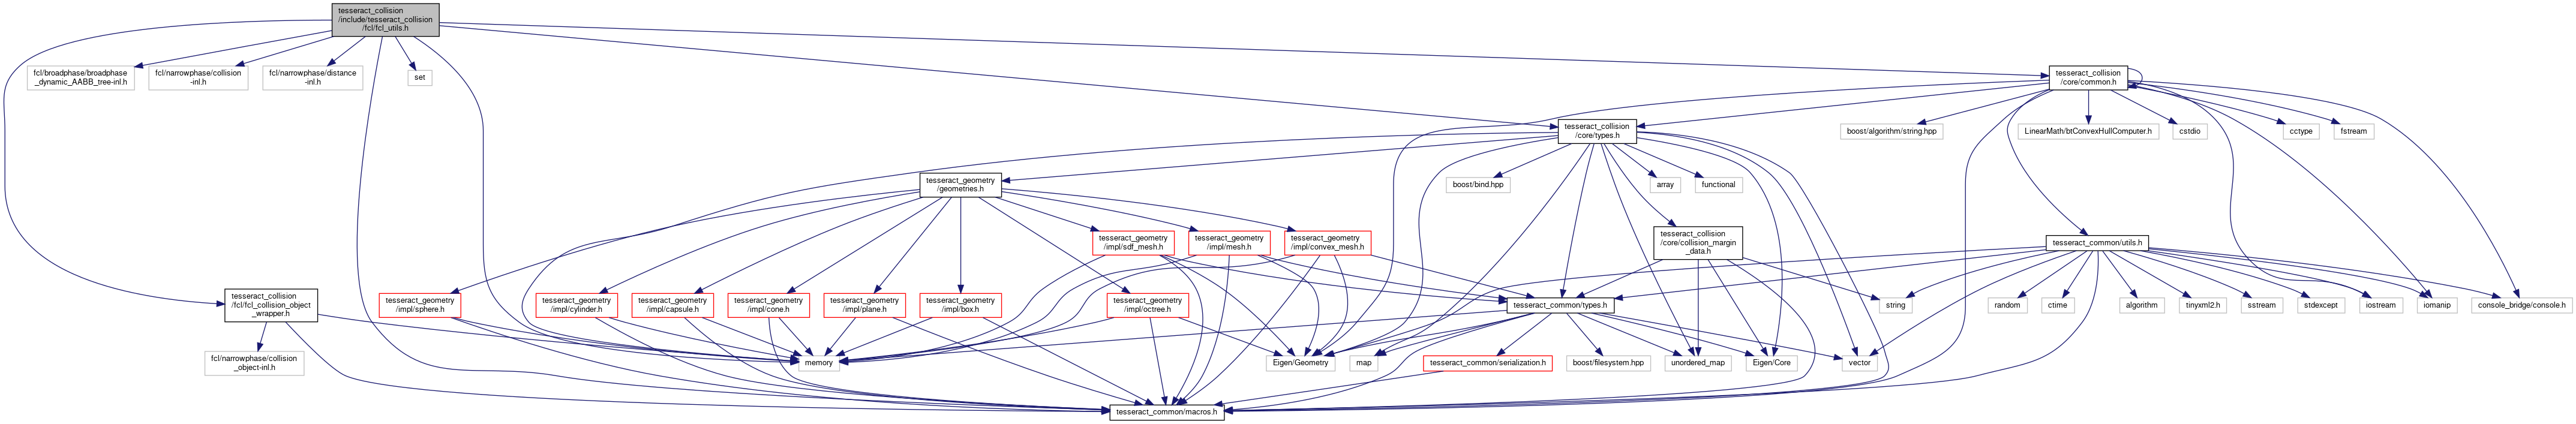 tesseract_collision
/include/tesseract_collision
/fcl/fcl_utils.h
fcl/broadphase/broadphase
_dynamic_AABB_tree-inl.h
fcl/narrowphase/collision
-inl.h
fcl/narrowphase/distance
-inl.h
set
tesseract_collision
/core/common.h
tesseract_collision
/core/types.h
boost/algorithm/string.hpp
LinearMath/btConvexHullComputer.h
cstdio
cctype
fstream
tesseract_geometry
/geometries.h
boost/bind.hpp
array
functional
tesseract_geometry
/impl/sdf_mesh.h
tesseract_geometry
/impl/mesh.h
tesseract_geometry
/impl/convex_mesh.h
tesseract_collision
/core/collision_margin
_data.h
tesseract_common/utils.h
tesseract_collision
/fcl/fcl_collision_object
_wrapper.h
tesseract_geometry
/impl/sphere.h
tesseract_geometry
/impl/cylinder.h
tesseract_geometry
/impl/capsule.h
tesseract_geometry
/impl/cone.h
tesseract_geometry
/impl/plane.h
tesseract_geometry
/impl/box.h
tesseract_geometry
/impl/octree.h
tesseract_common/types.h
string
random
ctime
algorithm
tinyxml2.h
sstream
stdexcept
iostream
iomanip
console_bridge/console.h
fcl/narrowphase/collision
_object-inl.h
memory
Eigen/Geometry
map
tesseract_common/serialization.h
boost/filesystem.hpp
unordered_map
Eigen/Core
vector
tesseract_common/macros.h